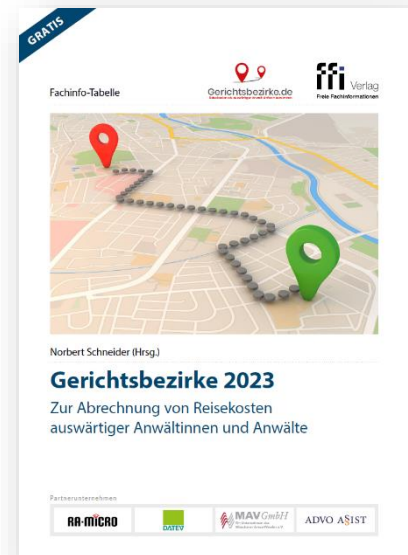 GRATIS
Fachinfo-Tabelle
Gerichtsbezirke.de
ffi Verlag
Freie Fachinformationen
Norbert Schneider (Hrsg.)
Gerichtsbezirke 2023
Zur Abrechnung von Reisekosten
auswärtiger Anwältinnen und Anwälte
Partnerunternehmen
RA-MICRO
DATEV
MAV GmbH
ADVO A§IST